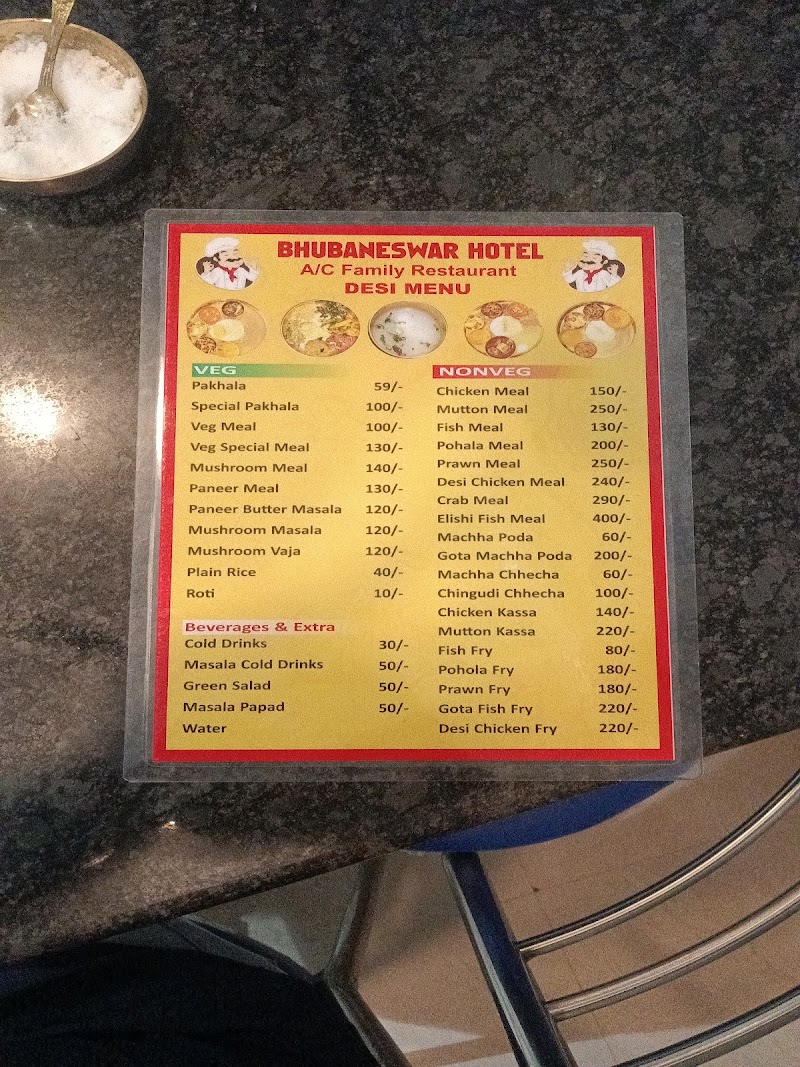 BHUBANESWAR HOTEL
A/C Family Restaurant
DESI MENU
VEG
Pakhala 59/-
Special Pakhala 100/-
Veg Meal 100/-
Veg Special Meal 130/-
Mushroom Meal 140/-
Paneer Meal 130/-
Paneer Butter Masala 120/-
Mushroom Masala 120/-
Mushroom Vaja 120/-
Plain Rice 40/-
Roti 10/-
Beverages & Extra
Cold Drinks 30/-
Masala Cold Drinks 50/-
Green Salad 50/-
Masala Papad 50/-
Water
NONVEG
Chicken Meal 150/-
Mutton Meal 250/-
Fish Meal 130/-
Pohala Meal 200/-
Prawn Meal 250/-
Desi Chicken Meal 240/-
Crab Meal 290/-
Elishi Fish Meal 400/-
Machha Poda 60/-
Gota Machha Poda 200/-
Machha Chhecha 60/-
Chingudi Chhecha 100/-
Chicken Kassa 140/-
Mutton Kassa 220/-
Fish Fry 80/-
Pohola Fry 180/-
Prawn Fry 180/-
Gota Fish Fry 220/-
Desi Chicken Fry 220/-